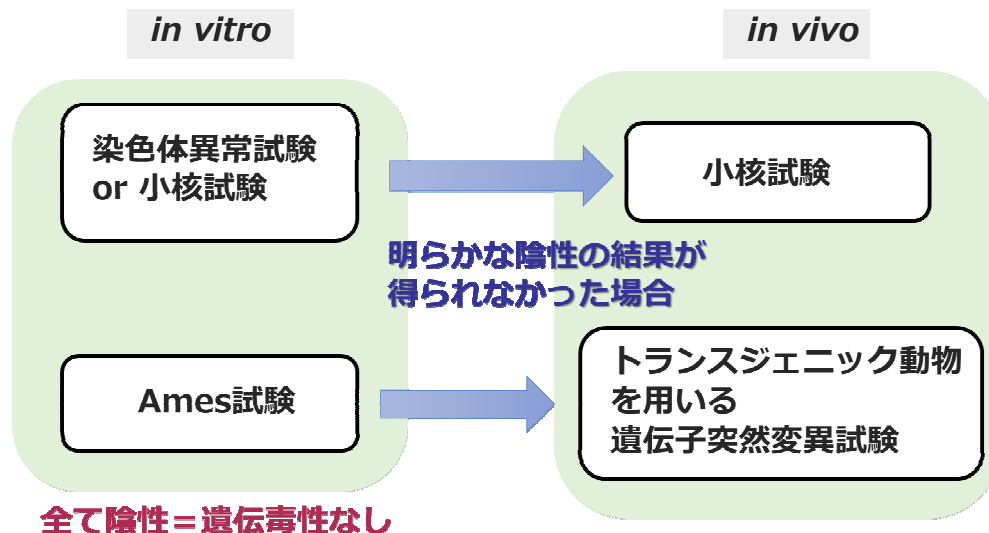 in vitro
in vivo
染色体異常試験
or 小核試験
小核試験
明らかな陰性の結果が
得られなかった場合
Ames試験
トランスジェニック動物
を用いる
遺伝子突然変異試験
全て陰性＝遺伝毒性なし